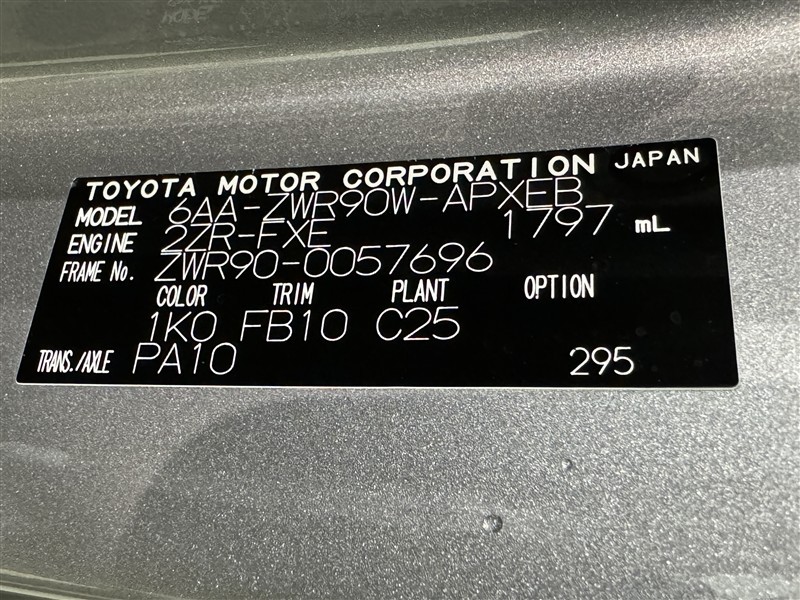 TOYOTA MOTOR CORPORATION JAPAN
MODEL 6AA-ZWR90W-APXEB
ENGINE 2ZR-FXE 1797 mL
FRAME No. ZWR90-0057696
COLOR TRIM PLANT OPTION
1K0 FB10 C25
TRANS./AXLE PA10 295